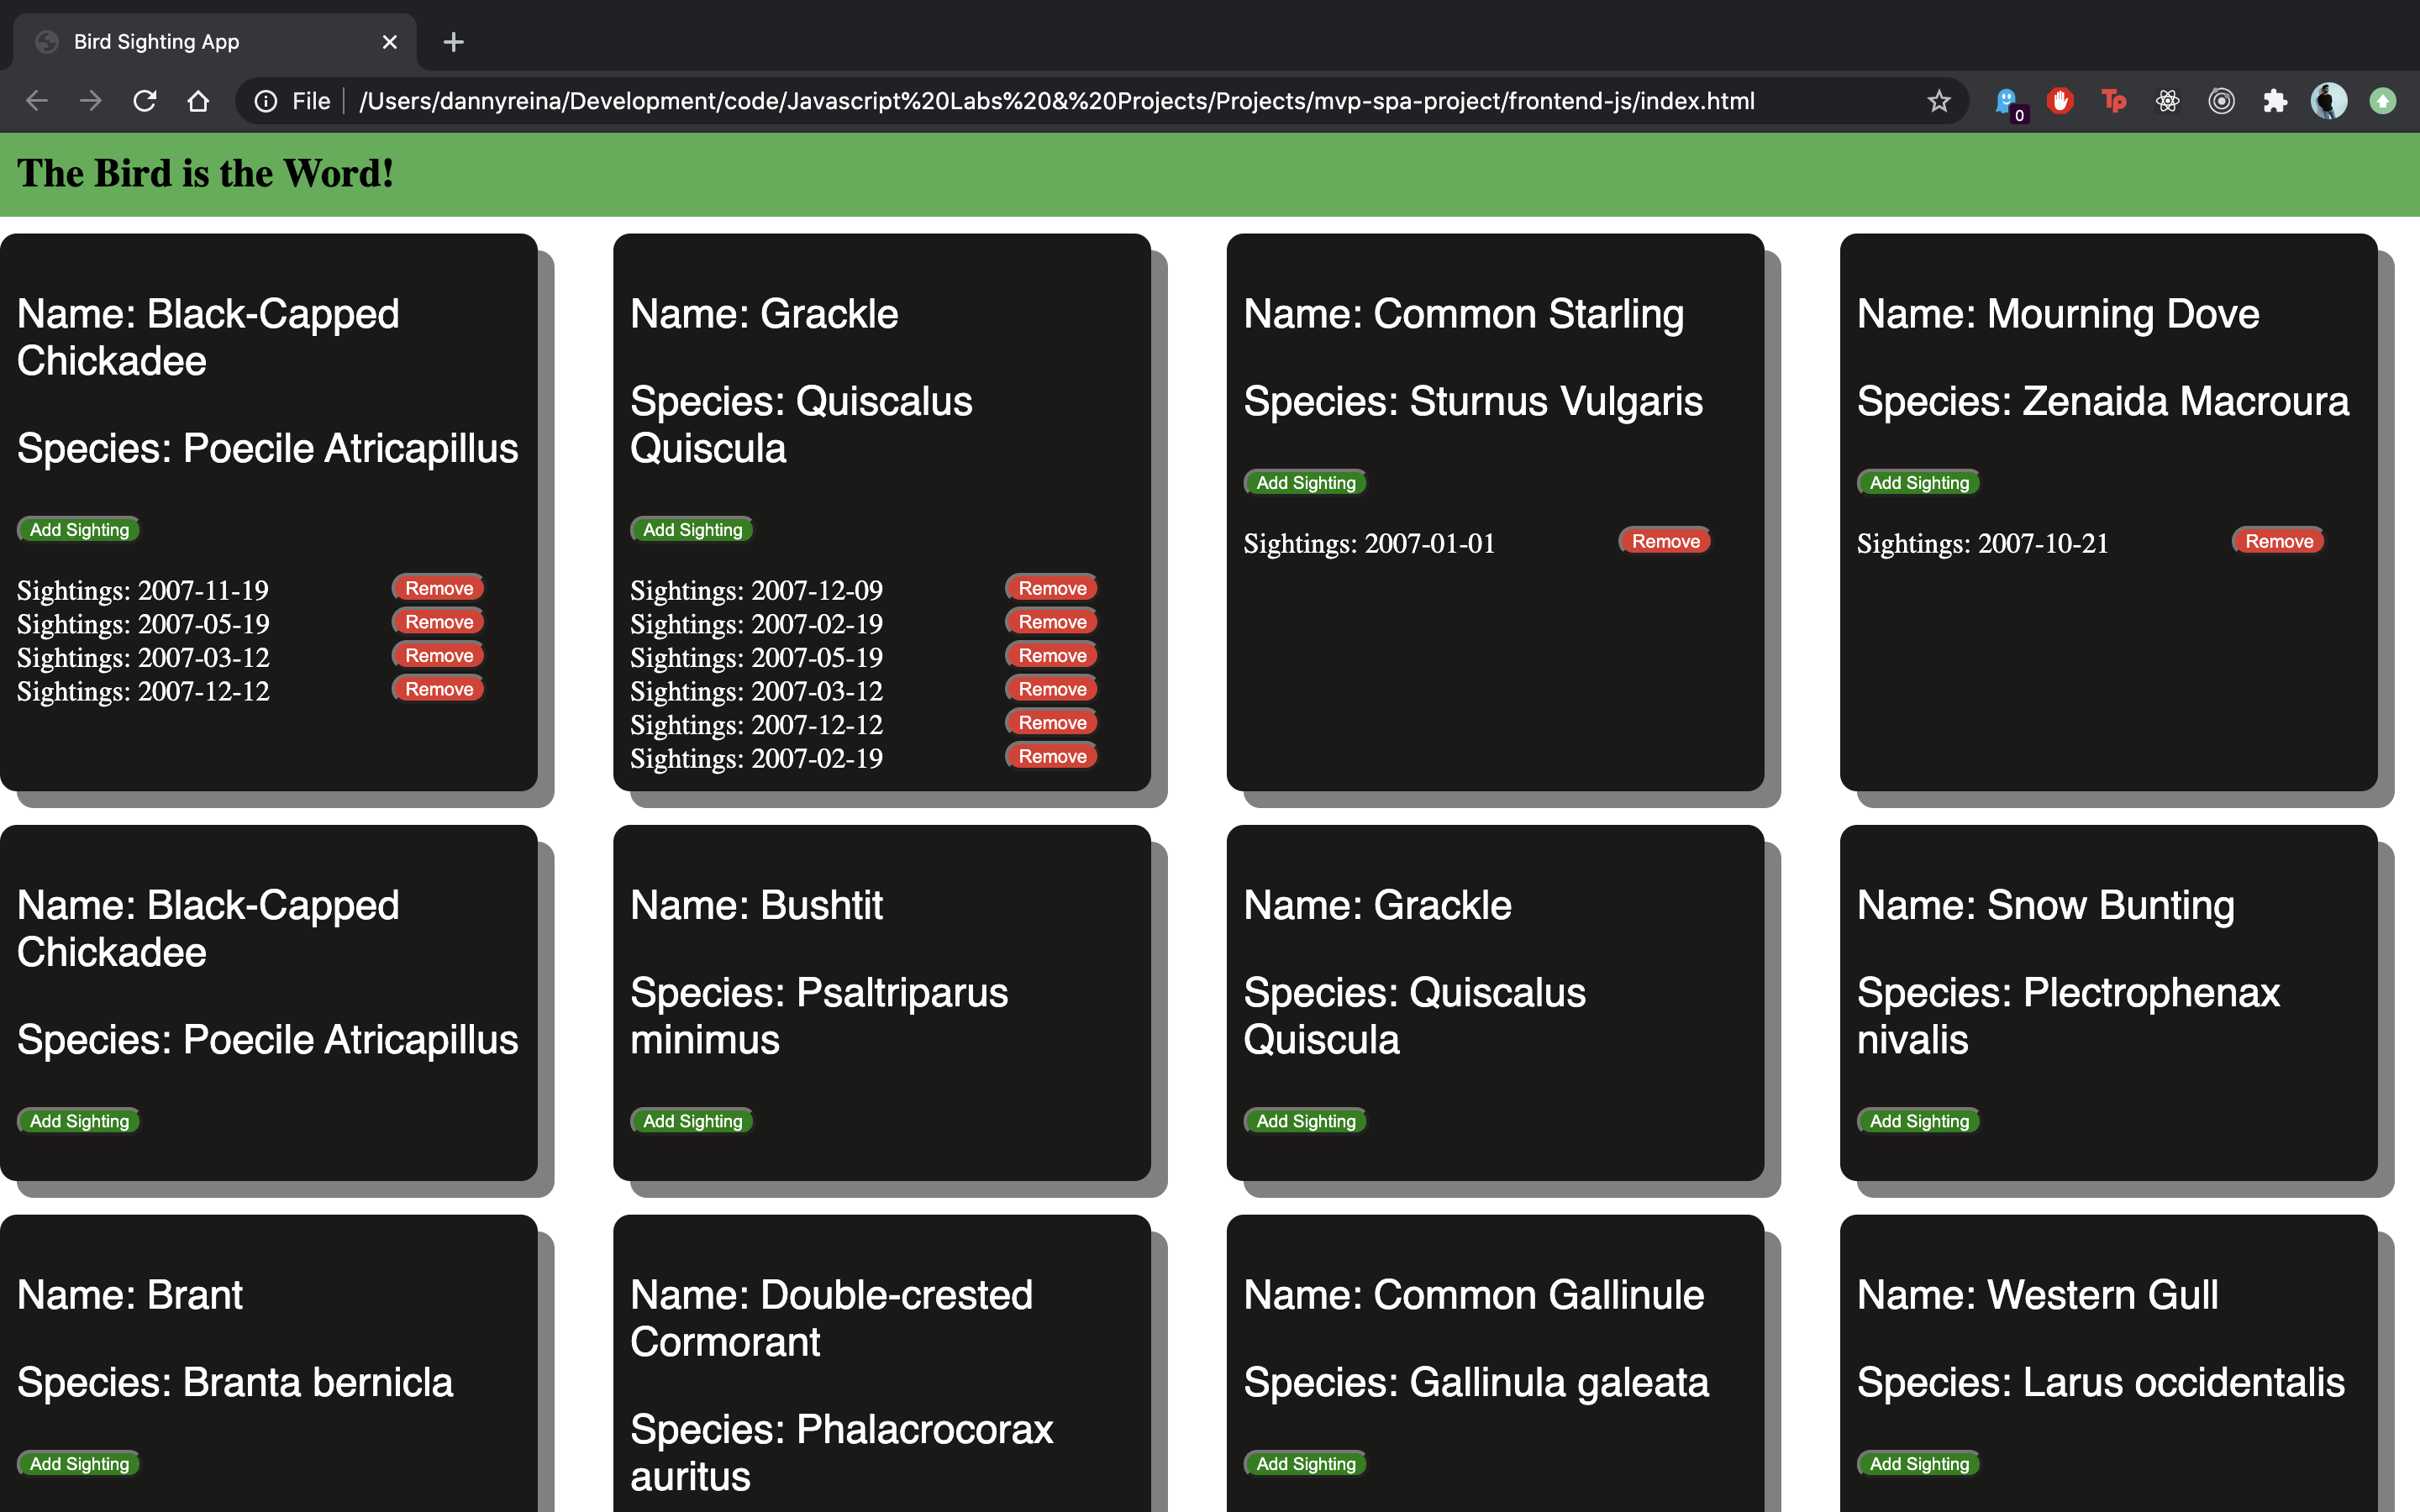 Bird Sighting App
File /Users/dannyreina/Development/code/Javascript%20Labs%20&%20Projects/Projects/mvp-spa-project/frontend-js/index.html
Tp
0
The Bird is the Word!
Name: Black-Capped
Chickadee
Species: Poecile Atricapillus
Add Sighting
Sightings: 2007-11-19 Remove
Sightings: 2007-05-19 Remove
Sightings: 2007-03-12 Remove
Sightings: 2007-12-12 Remove
Name: Grackle
Species: Quiscalus
Quiscula
Add Sighting
Sightings: 2007-12-09 Remove
Sightings: 2007-02-19 Remove
Sightings: 2007-05-19 Remove
Sightings: 2007-03-12 Remove
Sightings: 2007-12-12 Remove
Sightings: 2007-02-19 Remove
Name: Common Starling
Species: Sturnus Vulgaris
Add Sighting
Sightings: 2007-01-01 Remove
Name: Mourning Dove
Species: Zenaida Macroura
Add Sighting
Sightings: 2007-10-21 Remove
Name: Black-Capped
Chickadee
Species: Poecile Atricapillus
Add Sighting
Name: Bushtit
Species: Psaltriparus
minimus
Add Sighting
Name: Grackle
Species: Quiscalus
Quiscula
Add Sighting
Name: Snow Bunting
Species: Plectrophenax
nivalis
Add Sighting
Name: Brant
Species: Branta bernicla
Add Sighting
Name: Double-crested
Cormorant
Species: Phalacrocorax
auritus
Name: Common Gallinule
Species: Gallinula galeata
Add Sighting
Name: Western Gull
Species: Larus occidentalis
Add Sighting